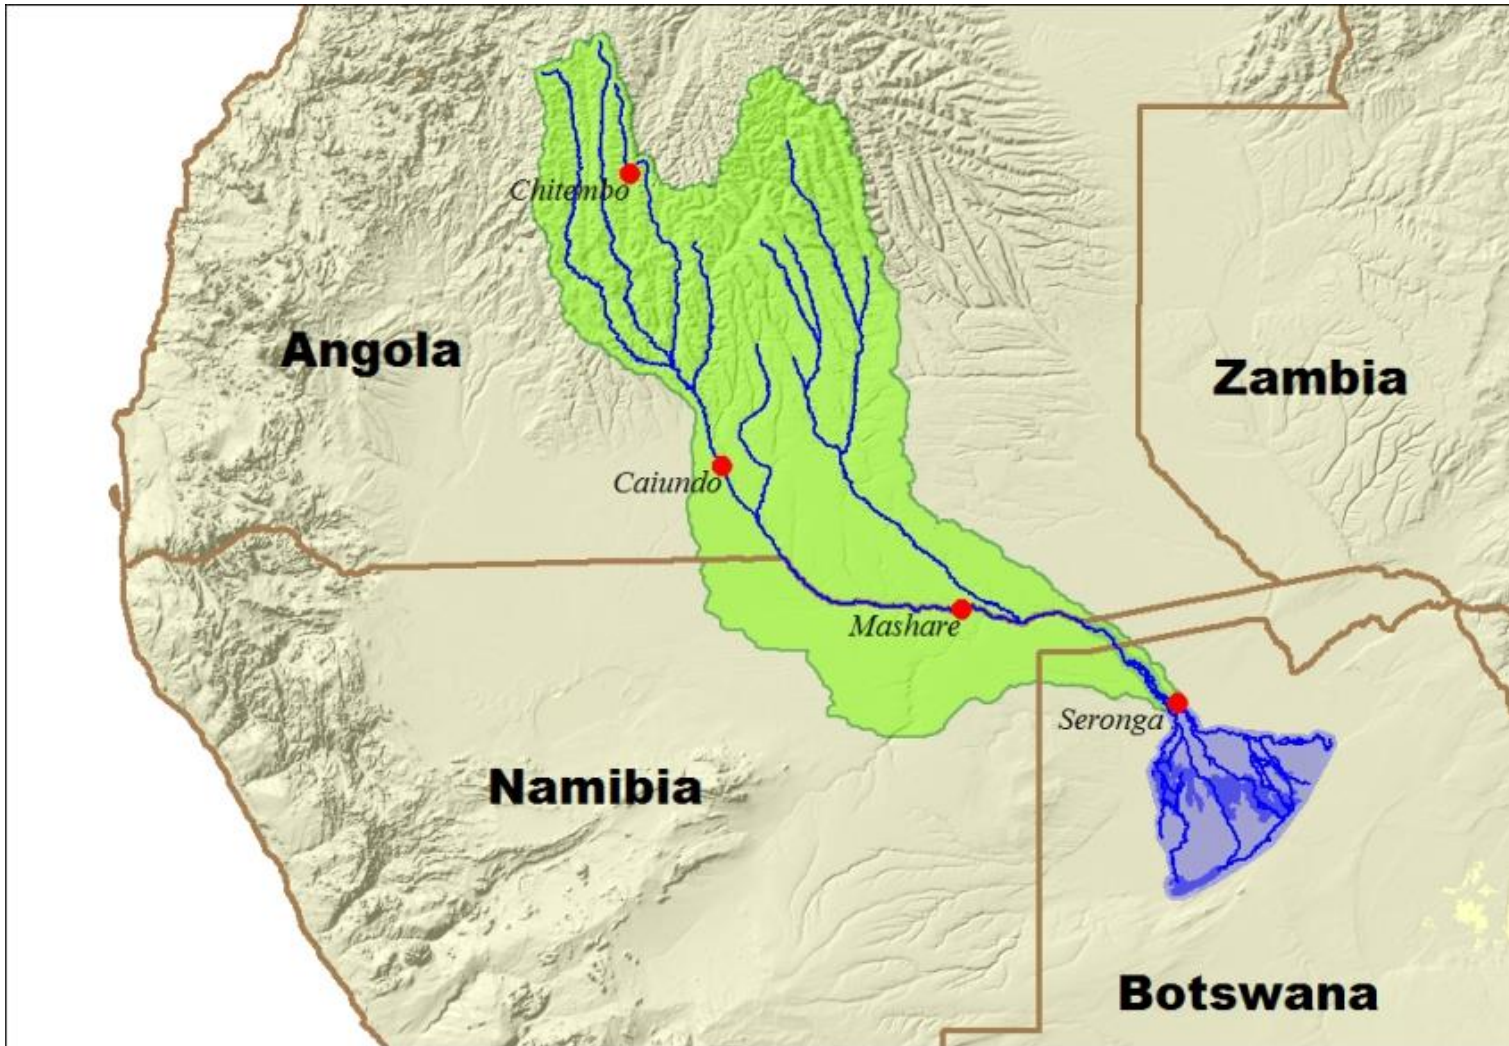 Chitembo
Angola
Zambia
Caiundo
Mashare
Seronga
Namibia
Botswana